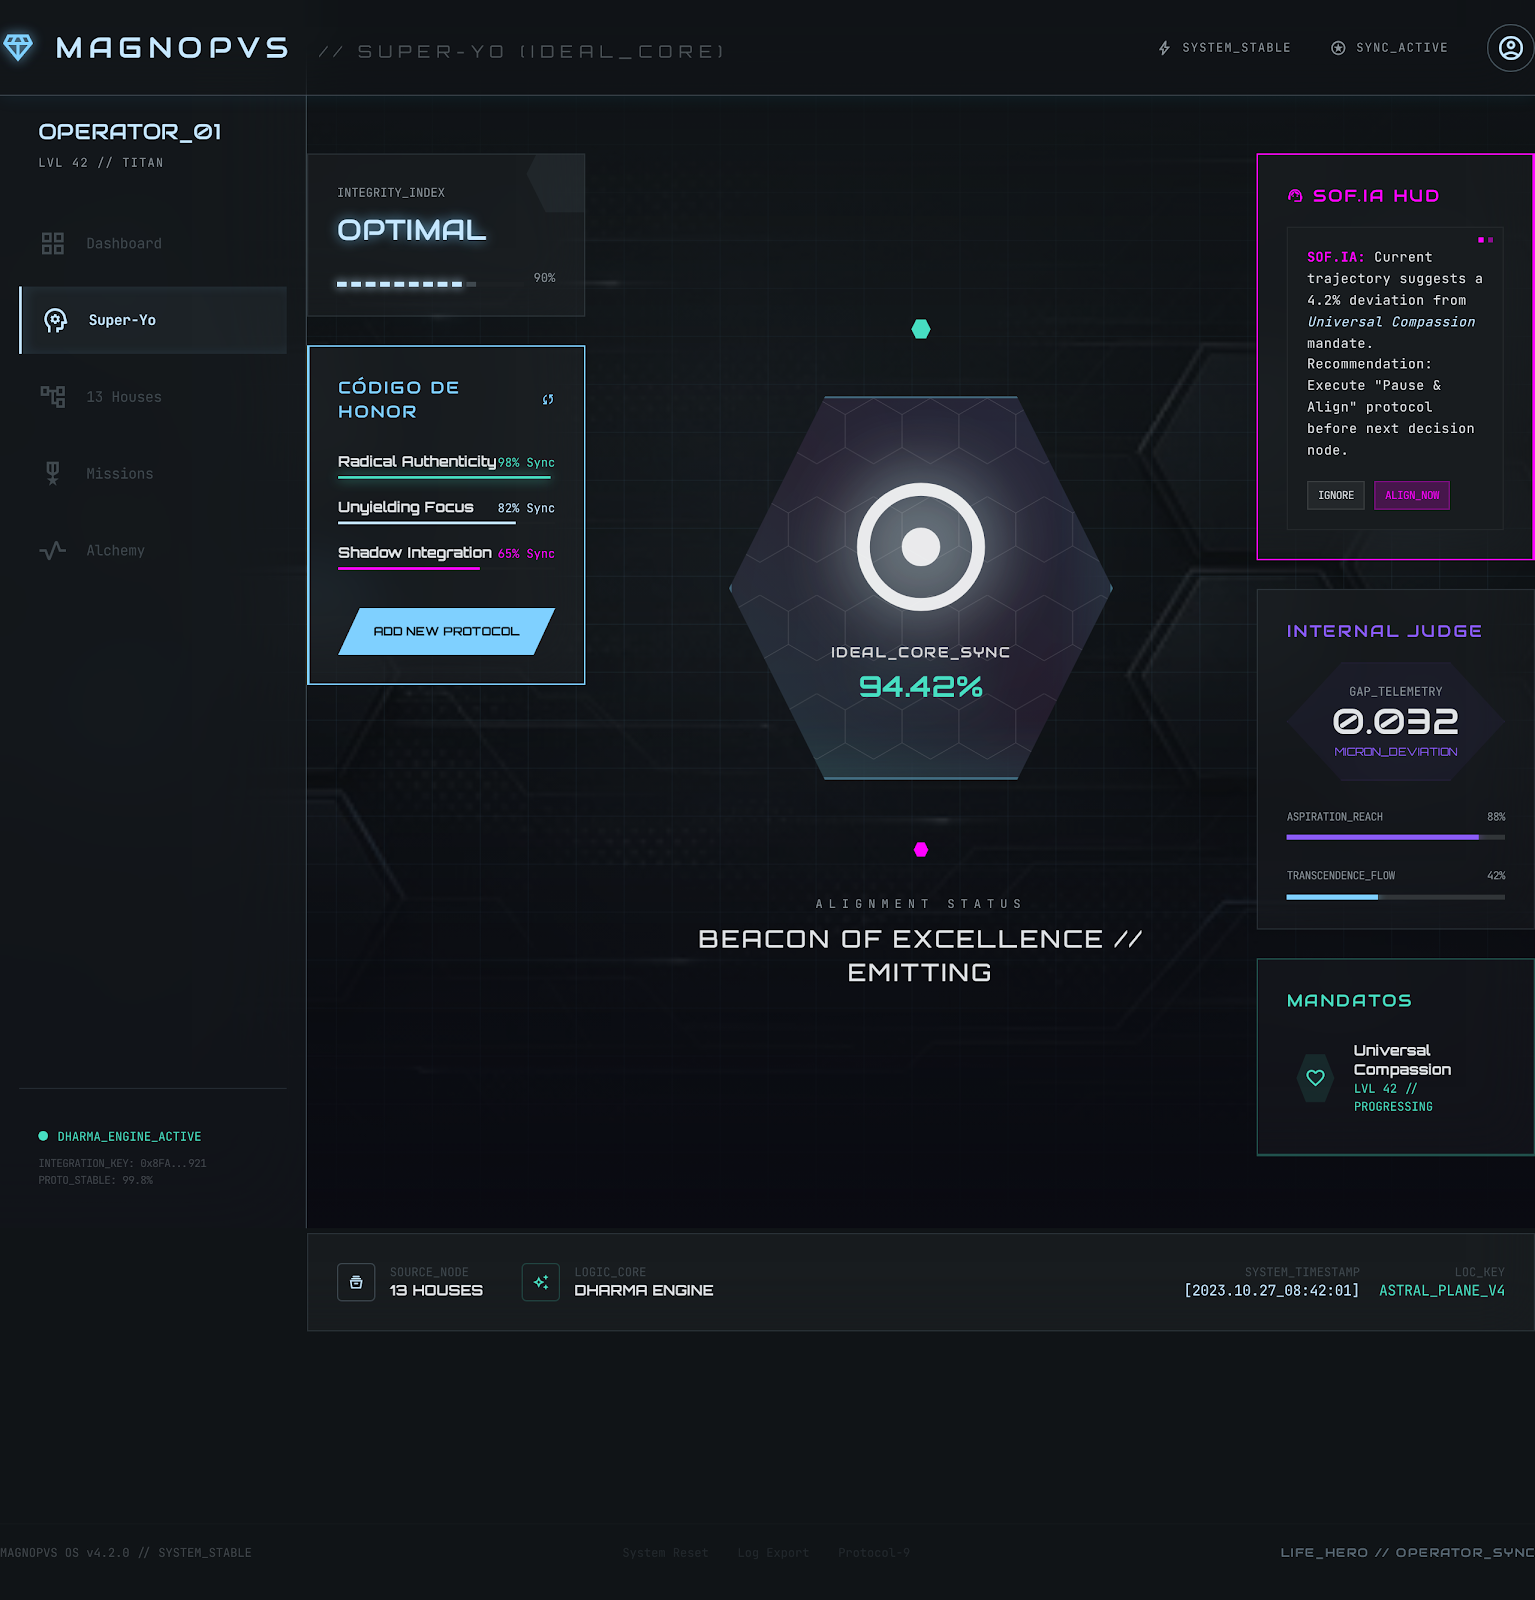 MAGNOPVS // SUPER-YO (IDEAL_CORE) SYSTEM_STABLE SYNC_ACTIVE
OPERATOR_01
LVL 42 // TITAN
Dashboard
Super-Yo
13 Houses
Missions
Alchemy
DHARMA_ENGINE_ACTIVE
INTEGRATION_KEY: 0x8FA...921
PROTO_STABLE: 99.8%
INTEGRITY_INDEX
OPTIMAL
90%
CÓDIGO DE
HONOR
Radical Authenticity 98% Sync
Unyielding Focus 82% Sync
Shadow Integration 65% Sync
ADD NEW PROTOCOL
IDEAL_CORE_SYNC
94.42%
ALIGNMENT STATUS
BEACON OF EXCELLENCE //
EMITTING
SOF.IA HUD
SOF.IA: Current
trajectory suggests a
4.2% deviation from
Universal Compassion
mandate.
Recommendation:
Execute "Pause &
Align" protocol
before next decision
node.
IGNORE ALIGN_NOW
INTERNAL JUDGE
GAP_TELEMETRY
0.032
MICRON_DEVIATION
ASPIRATION_REACH 88%
TRANSCENDENCE_FLOW 42%
MANDATOS
Universal
Compassion
LVL 42 //
PROGRESSING
SOURCE_NODE
13 HOUSES
LOGIC_CORE
DHARMA ENGINE
SYSTEM_TIMESTAMP
[2023.10.27_08:42:01]
LOC_KEY
ASTRAL_PLANE_V4
MAGNOPVS OS v4.2.0 // SYSTEM_STABLE
System Reset Log Export Protocol-9
LIFE_HERO // OPERATOR_SYNC